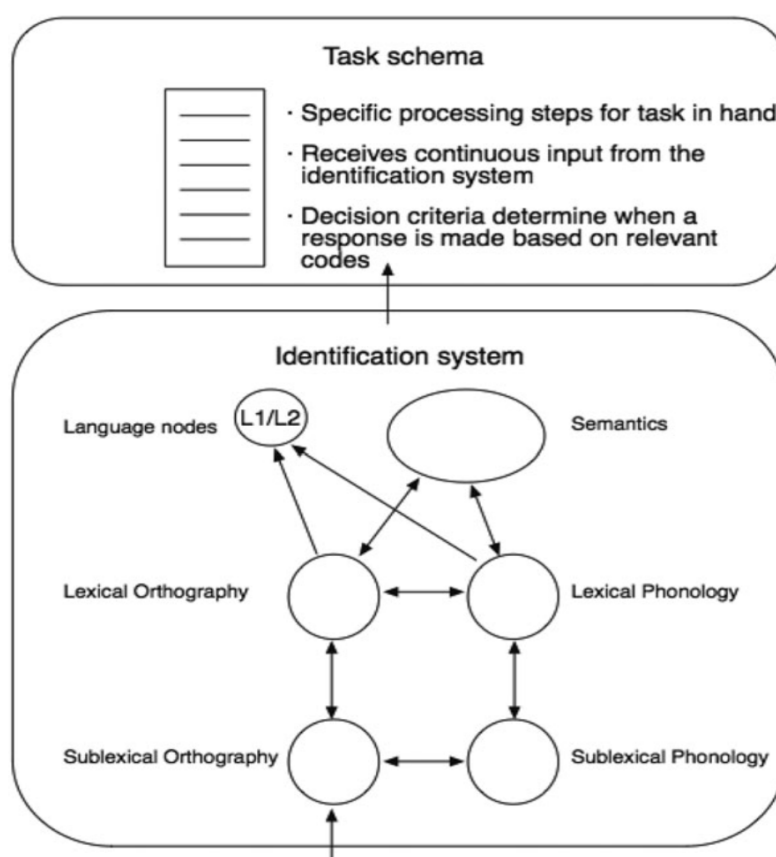 Task schema
· Specific processing steps for task in hand
· Receives continuous input from the
identification system
· Decision criteria determine when a
response is made based on relevant
codes
Identification system
Language nodes
L1/L2
Semantics
Lexical Orthography
Lexical Phonology
Sublexical Orthography
Sublexical Phonology